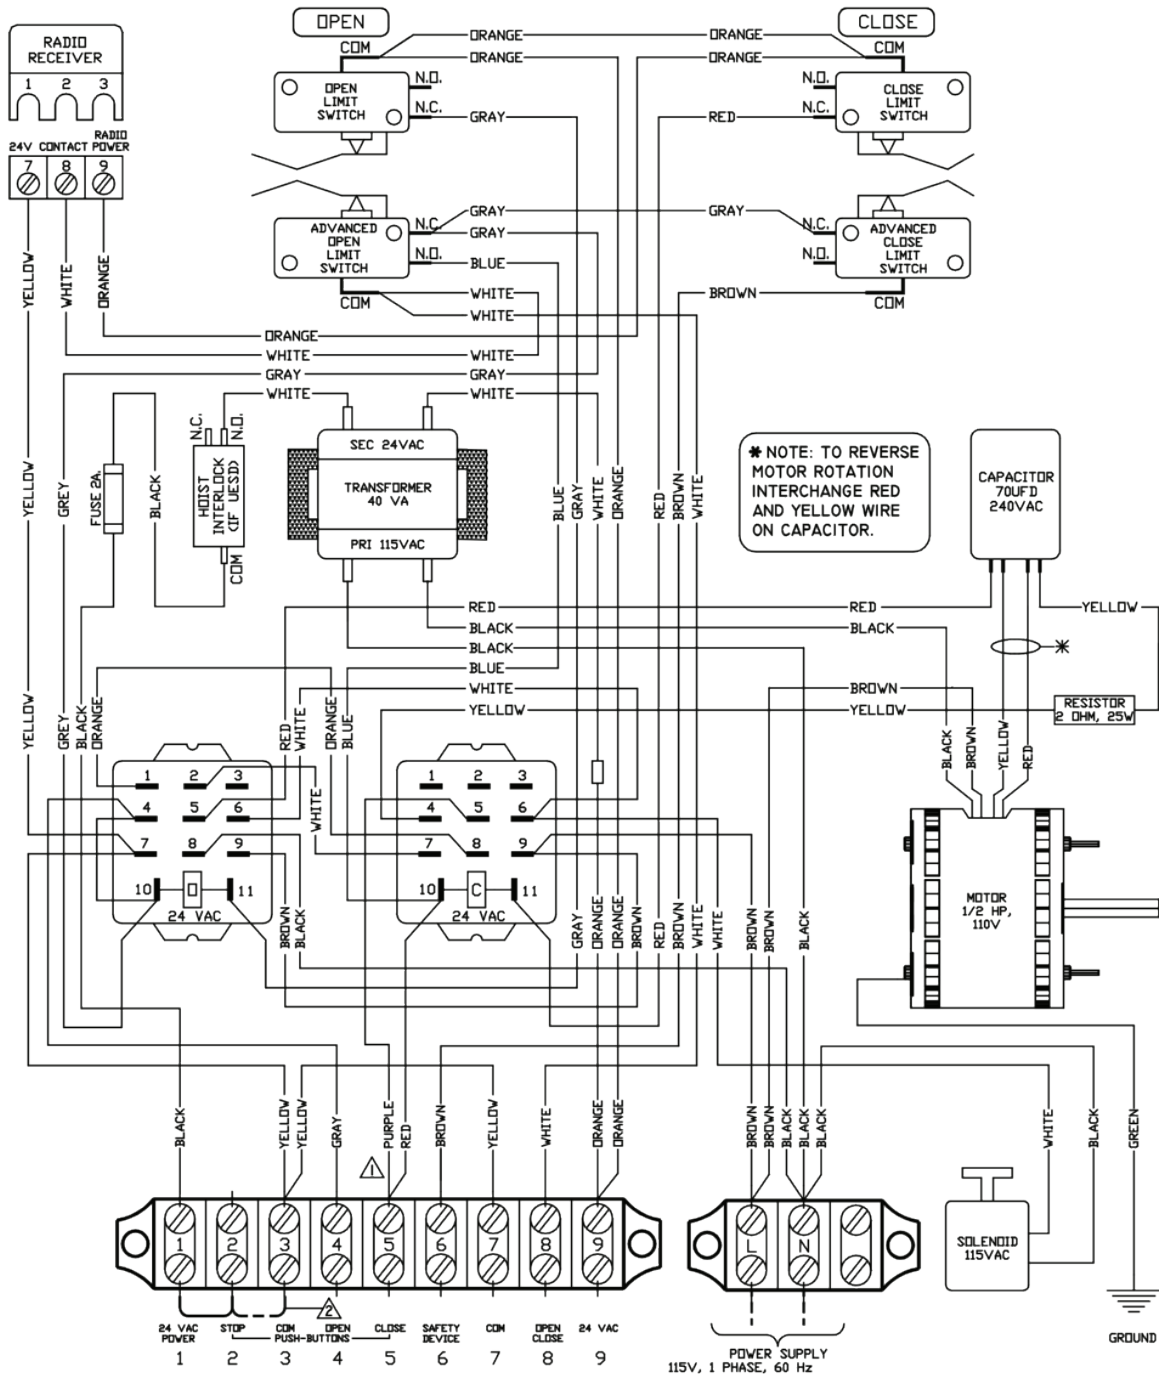 OPEN
CLOSE
RADIO
RECEIVER
1 2 3
24V CONTACT
RADIO
POWER
7 8 9
COM
ORANGE
ORANGE
COM
ORANGE
ORANGE
N.O.
N.O.
OPEN
LIMIT
SWITCH
CLOSE
LIMIT
SWITCH
N.C.
GRAY
RED
N.C.
N.C.
GRAY
GRAY
N.C.
GRAY
ADVANCED
OPEN
LIMIT
SWITCH
ADVANCED
CLOSE
LIMIT
SWITCH
N.O.
BLUE
N.O.
WHITE
BROWN
COM
COM
WHITE
YELLOW
WHITE
ORANGE
ORANGE
WHITE
WHITE
GRAY
GRAY
WHITE
WHITE
N.C.
N.O.
SEC 24VAC
TRANSFORMER
40 VA
PRI 115VAC
HOIST
INTERLOCK
(IF UESD)
COM
FUSE 2A.
BLACK
YELLOW
GREY
BLUE
GRAY
WHITE
ORANGE
RED
BROWN
WHITE
* NOTE: TO REVERSE
MOTOR ROTATION
INTERCHANGE RED
AND YELLOW WIRE
ON CAPACITOR.
CAPACITOR
70UFD
240VAC
RED
RED
YELLOW
BLACK
BLACK
BLACK
*
BLUE
WHITE
BROWN
YELLOW
YELLOW
RESISTOR
2 OHM, 25W
YELLOW
GREY
BLACK
ORANGE
RED
WHITE
ORANGE
BLUE
BLACK
BROWN
YELLOW
RED
1 2 3
4 5 6
7 8 9
10 O 11
24 VAC
WHITE
1 2 3
4 5 6
7 8 9
10 C 11
24 VAC
MOTOR
1/2 HP,
110V
BROWN
BLACK
GRAY
ORANGE
ORANGE
BROWN
RED
BROWN
WHITE
WHITE
BROWN
BROWN
BLACK
BLACK
YELLOW
YELLOW
GRAY
PURPLE
RED
BROWN
YELLOW
WHITE
ORANGE
ORANGE
BROWN
BROWN
BLACK
BLACK
BLACK
WHITE
BLACK
GREEN
1
1 2 3 4 5 6 7 8 9
L N
SOLENOID
115VAC
2
24 VAC
POWER
STOP
COM
OPEN
CLOSE
PUSH-BUTTONS
SAFETY
DEVICE
COM
OPEN
CLOSE
24 VAC
1 2 3 4 5 6 7 8 9
POWER SUPPLY
115V, 1 PHASE, 60 Hz
GROUND